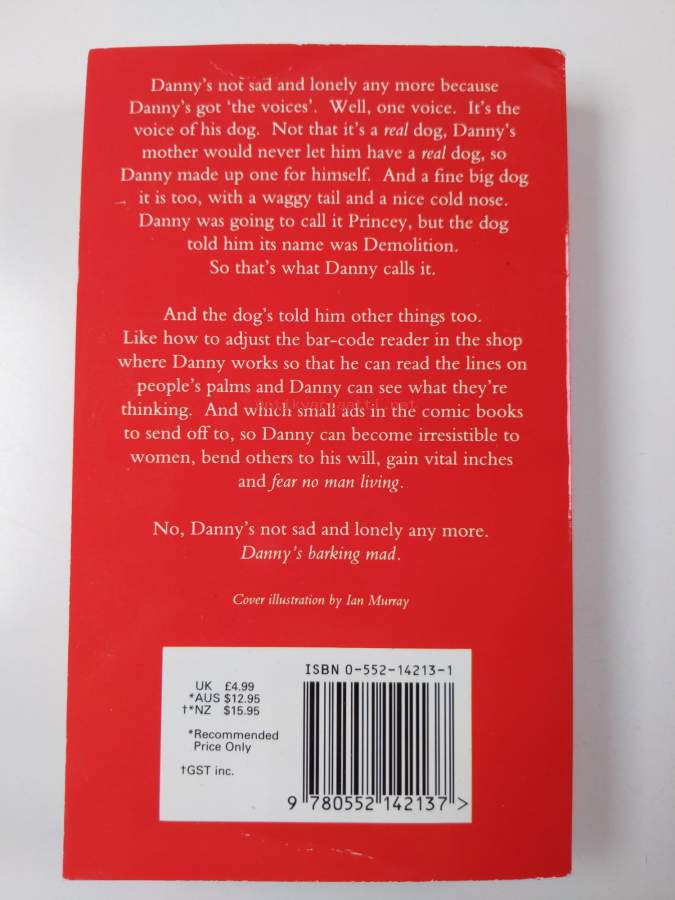 Danny's not sad and lonely any more because
Danny's got 'the voices'. Well, one voice. It's the
voice of his dog. Not that it's a real dog, Danny's
mother would never let him have a real dog, so
Danny made up one for himself. And a fine big dog
it is too, with a waggy tail and a nice cold nose.
Danny was going to call it Princey, but the dog
told him its name was Demolition.
So that's what Danny calls it.
And the dog's told him other things too.
Like how to adjust the bar-code reader in the shop
where Danny works so that he can read the lines on
people's palms and Danny can see what they're
thinking. And which small ads in the comic books
to send off to, so Danny can become irresistible to
women, bend others to his will, gain vital inches
and fear no man living.
No, Danny's not sad and lonely any more.
Danny's barking mad.
Cover illustration by Ian Murray
UK £4.99
*AUS $12.95
†*NZ $15.95
*Recommended
Price Only
†GST inc.
ISBN 0-552-14213-1
9 780552 142137 >